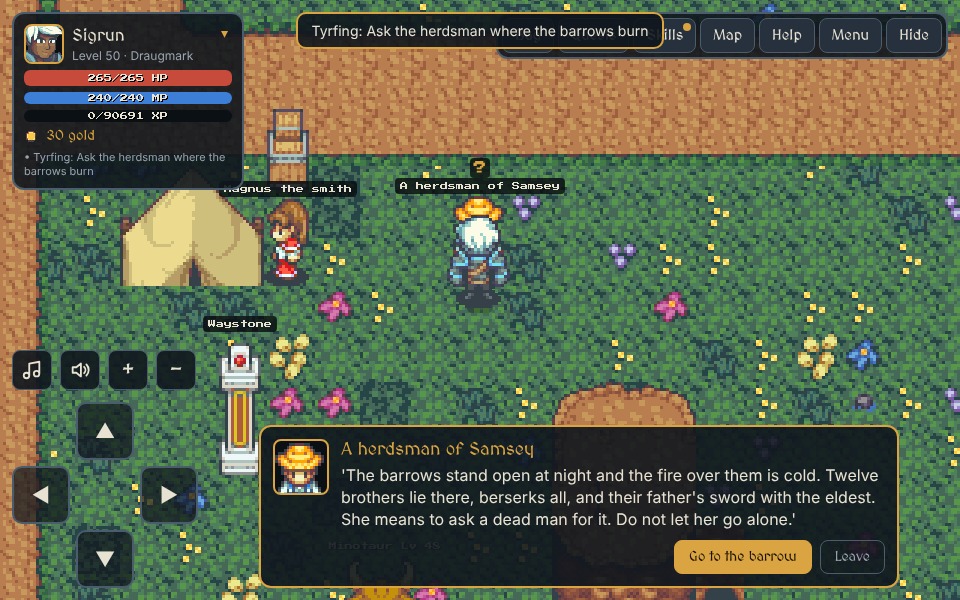 Sigrun
Level 50 · Draugmark
265/265 HP
240/240 MP
0/90691 XP
30 gold
• Tyrfing: Ask the herdsman where the
barrows burn
Tyrfing: Ask the herdsman where the barrows burn
Map
Help
Menu
Hide
Magnus the smith
?
A herdsman of Samsey
Waystone
+
−
A herdsman of Samsey
'The barrows stand open at night and the fire over them is cold. Twelve
brothers lie there, berserks all, and their father's sword with the eldest.
She means to ask a dead man for it. Do not let her go alone.'
Minotaur Lv 48
Go to the barrow
Leave